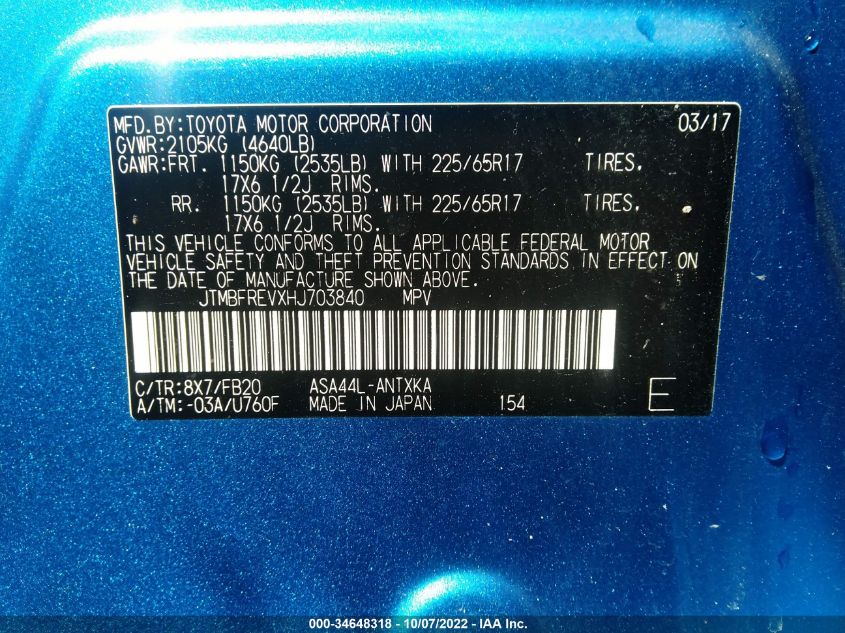 MFD.BY:TOYOTA MOTOR CORPORATION 03/17
GVWR:2105KG (4640LB)
GAWR:FRT. 1150KG (2535LB) WITH 225/65R17 TIRES,
17X6 1/2J RIMS.
RR. 1150KG (2535LB) WITH 225/65R17 TIRES,
17X6 1/2J RIMS.
THIS VEHICLE CONFORMS TO ALL APPLICABLE FEDERAL MOTOR
VEHICLE SAFETY AND THEFT PREVENTION STANDARDS IN EFFECT ON
THE DATE OF MANUFACTURE SHOWN ABOVE.
JTMBFREVXHJ703840 MPV
C/TR:8X7/FB20 ASA44L-ANTXKA
A/TM:-03A/U760F MADE IN JAPAN 154 E
000-34648318 - 10/07/2022 - IAA Inc.